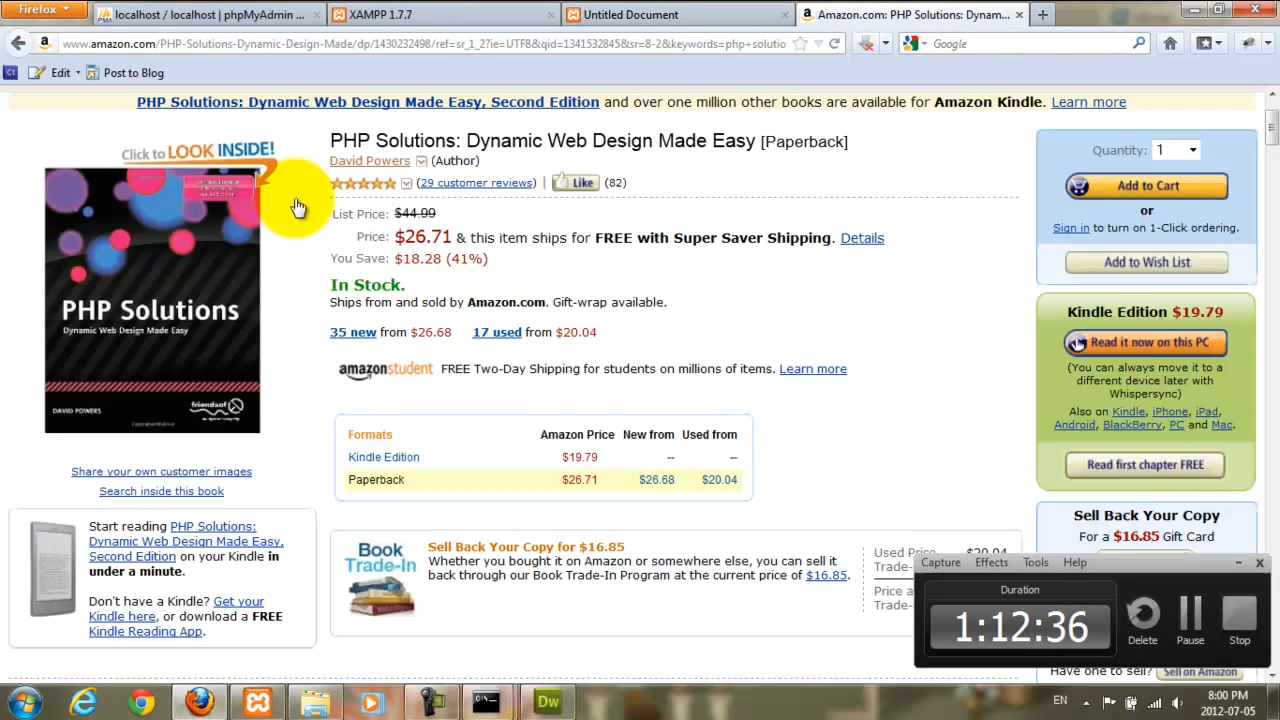 Firefox
localhost / localhost | phpMyAdmin ...
XAMPP 1.7.7
Untitled Document
Amazon.com: PHP Solutions: Dynam...
www.amazon.com/PHP-Solutions-Dynamic-Design-Made/dp/1430232498/ref=sr_1_2?ie=UTF8&qid=1341532845&sr=8-2&keywords=php+solutio
Google
Edit
Post to Blog
PHP Solutions: Dynamic Web Design Made Easy, Second Edition and over one million other books are available for Amazon Kindle. Learn more
Click to LOOK INSIDE!
PHP Solutions
Dynamic Web Design Made Easy
DAVID POWERS
friendsof
Share your own customer images
Search inside this book
Start reading PHP Solutions:
Dynamic Web Design Made Easy,
Second Edition on your Kindle in
under a minute.
Don't have a Kindle? Get your
Kindle here, or download a FREE
Kindle Reading App.
PHP Solutions: Dynamic Web Design Made Easy [Paperback]
David Powers (Author)
(29 customer reviews) | Like (82)
List Price: $44.99
Price: $26.71 & this item ships for FREE with Super Saver Shipping. Details
You Save: $18.28 (41%)
In Stock.
Ships from and sold by Amazon.com. Gift-wrap available.
35 new from $26.68 17 used from $20.04
amazonstudent FREE Two-Day Shipping for students on millions of items. Learn more
Formats Amazon Price New from Used from
Kindle Edition $19.79 -- --
Paperback $26.71 $26.68 $20.04
Book
Trade-In
Sell Back Your Copy for $16.85
Whether you bought it on Amazon or somewhere else, you can sell it
back through our Book Trade-In Program at the current price of $16.85.
Used Price $20.04
Trade-
Price a
Trade-
Quantity: 1
Add to Cart
or
Sign in to turn on 1-Click ordering.
Add to Wish List
Kindle Edition $19.79
Read it now on this PC
(You can always move it to a
different device later with
Whispersync)
Also on Kindle, iPhone, iPad,
Android, BlackBerry, PC and Mac.
Read first chapter FREE
Sell Back Your Copy
For a $16.85 Gift Card
Capture Effects Tools Help
Duration
1:12:36
Delete Pause Stop
Have one to sell? Sell on Amazon
Dw
EN
8:00 PM
2012-07-05